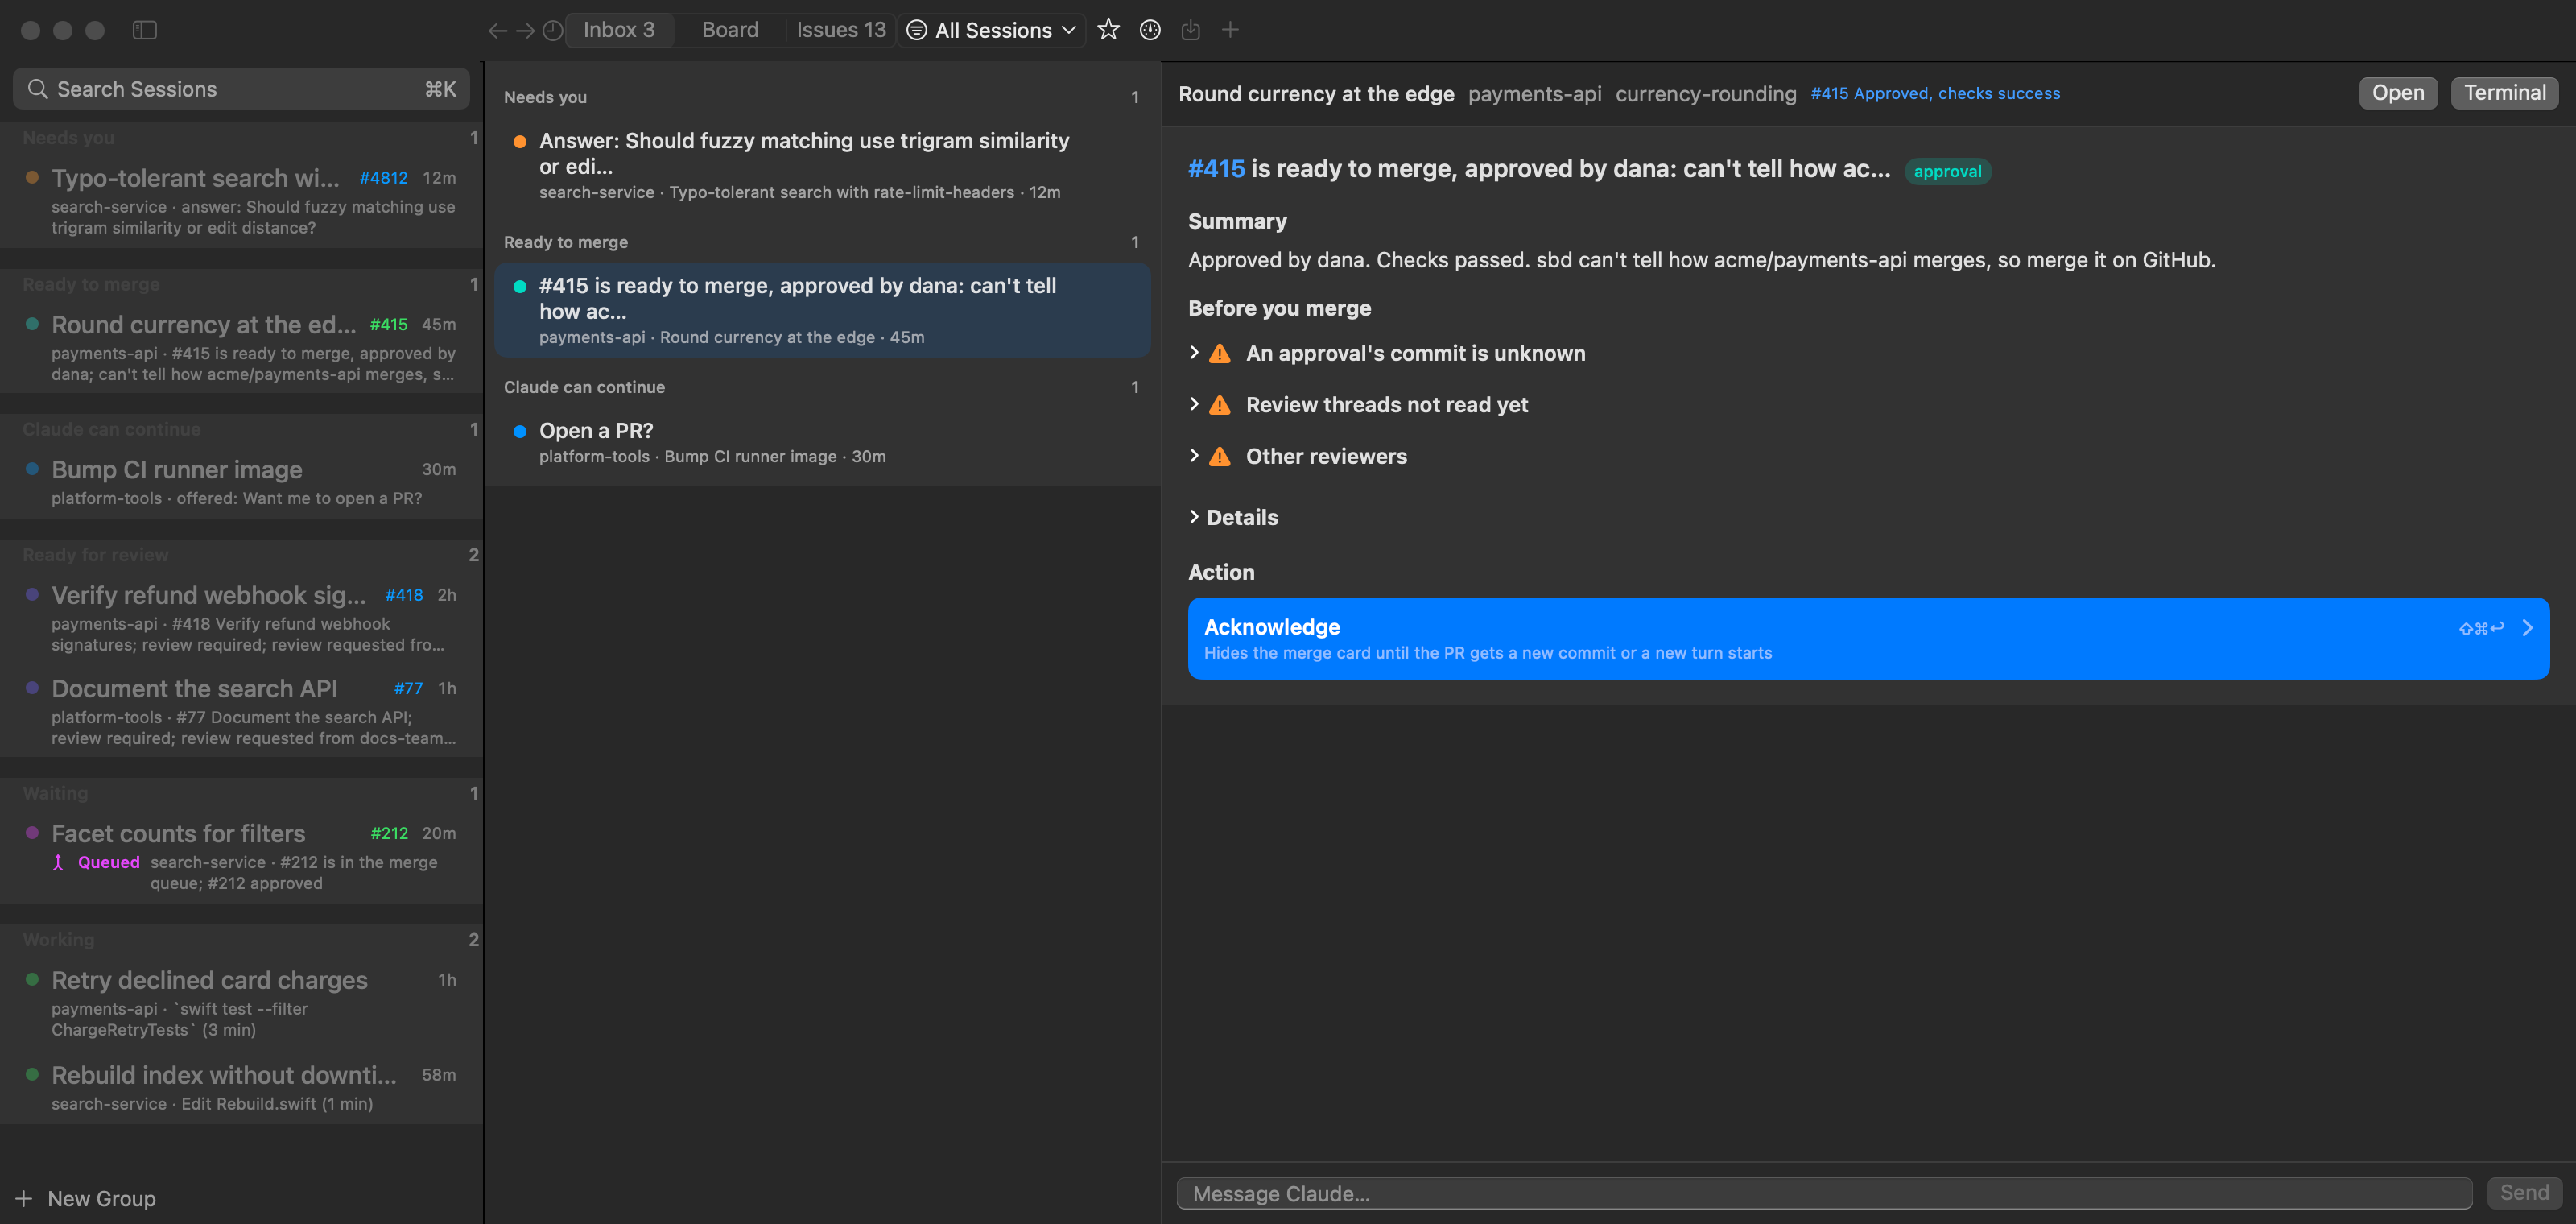 Inbox 3
Board
Issues 13
All Sessions
Search Sessions
⌘K
Needs you
1
Typo-tolerant search wi...
#4812
12m
search-service · answer: Should fuzzy matching use
trigram similarity or edit distance?
Ready to merge
1
Round currency at the ed...
#415
45m
payments-api · #415 is ready to merge, approved by
dana; can't tell how acme/payments-api merges, s...
Claude can continue
1
Bump CI runner image
30m
platform-tools · offered: Want me to open a PR?
Ready for review
2
Verify refund webhook sig...
#418
2h
payments-api · #418 Verify refund webhook
signatures; review required; review requested fro...
Document the search API
#77
1h
platform-tools · #77 Document the search API;
review required; review requested from docs-team...
Waiting
1
Facet counts for filters
#212
20m
Queued
search-service · #212 is in the merge
queue; #212 approved
Working
2
Retry declined card charges
1h
payments-api · `swift test --filter
ChargeRetryTests` (3 min)
Rebuild index without downti...
58m
search-service · Edit Rebuild.swift (1 min)
New Group
Needs you
1
Answer: Should fuzzy matching use trigram similarity
or edi...
search-service · Typo-tolerant search with rate-limit-headers · 12m
Ready to merge
1
#415 is ready to merge, approved by dana: can't tell
how ac...
payments-api · Round currency at the edge · 45m
Claude can continue
1
Open a PR?
platform-tools · Bump CI runner image · 30m
Round currency at the edge payments-api currency-rounding #415 Approved, checks success
Open
Terminal
#415 is ready to merge, approved by dana: can't tell how ac...
approval
Summary
Approved by dana. Checks passed. sbd can't tell how acme/payments-api merges, so merge it on GitHub.
Before you merge
An approval's commit is unknown
Review threads not read yet
Other reviewers
Details
Action
Acknowledge
⇧⌘↩
Hides the merge card until the PR gets a new commit or a new turn starts
Message Claude...
Send